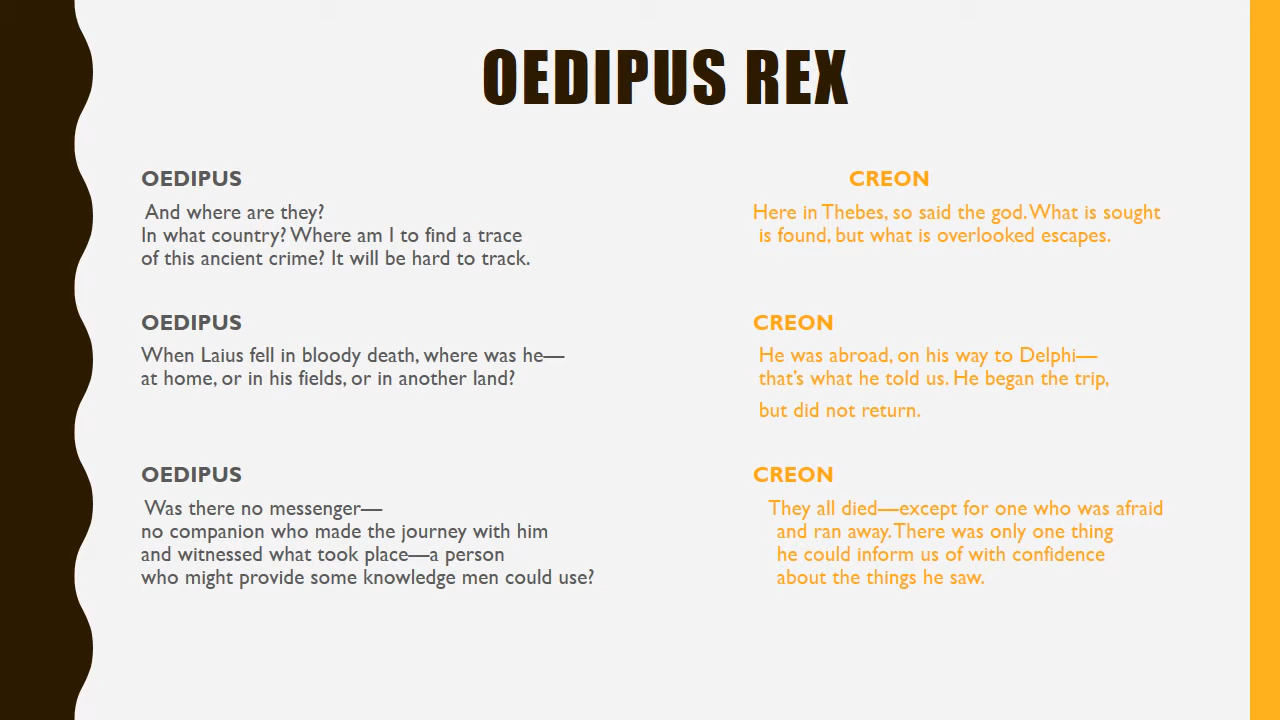 OEDIPUS REX
OEDIPUS
And where are they?
In what country? Where am I to find a trace
of this ancient crime? It will be hard to track.
CREON
Here in Thebes, so said the god. What is sought
is found, but what is overlooked escapes.
OEDIPUS
When Laius fell in bloody death, where was he—
at home, or in his fields, or in another land?
CREON
He was abroad, on his way to Delphi—
that's what he told us. He began the trip,
but did not return.
OEDIPUS
Was there no messenger—
no companion who made the journey with him
and witnessed what took place—a person
who might provide some knowledge men could use?
CREON
They all died—except for one who was afraid
and ran away. There was only one thing
he could inform us of with confidence
about the things he saw.